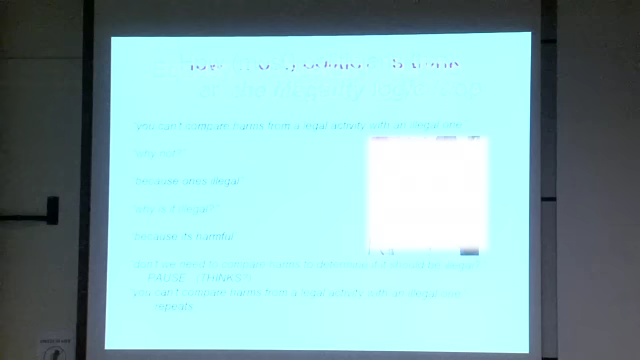 the illegality logic loop
"you can't compare harms from a legal activity with an illegal one
"why not?"
because ones illegal
"why is it illegal?"
because its harmful
don't we need to compare harms to determine if it should be illegal?
PAUSE THINKS
you can't compare harms from a legal activity with an illegal one
repeats